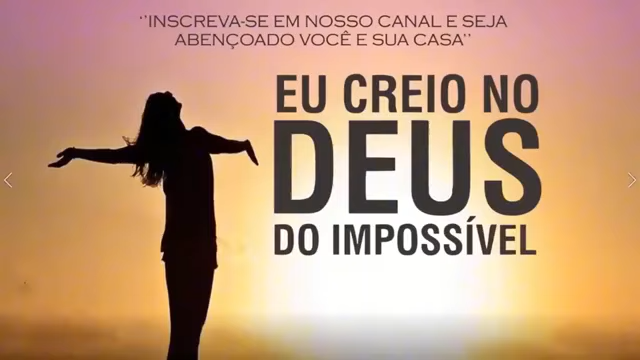 ‘’INSCREVA-SE EM NOSSO CANAL E SEJA
ABENÇOADO VOCÊ E SUA CASA’’
EU CREIO NO
DEUS
DO IMPOSSÍVEL